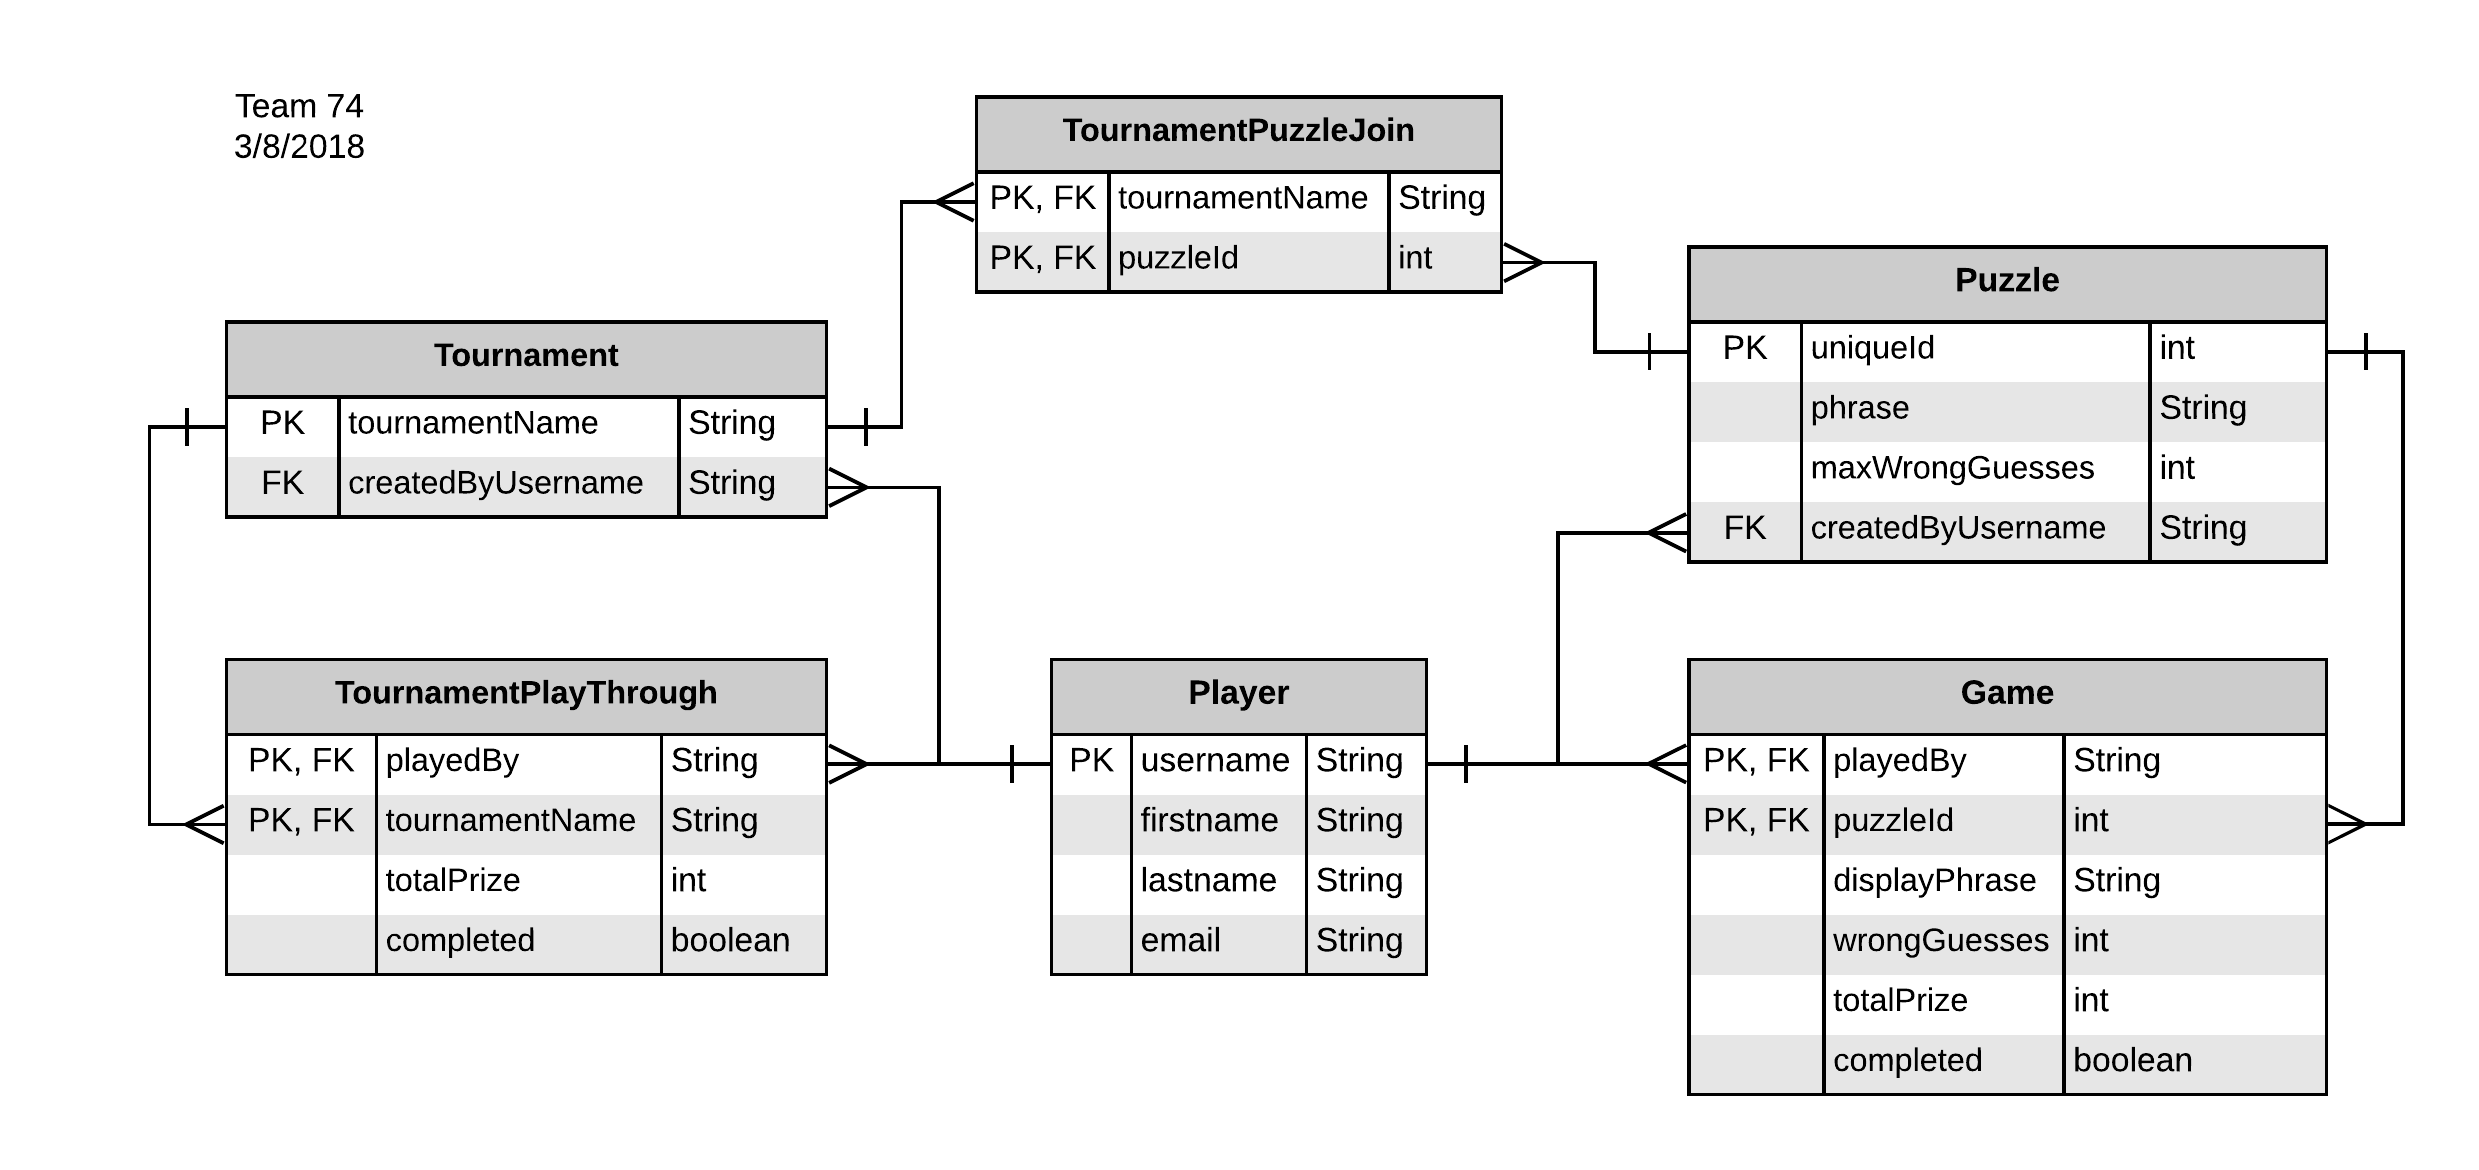 Team 74
3/8/2018
TournamentPuzzleJoin
PK, FK tournamentName String
PK, FK puzzleId int
Puzzle
PK uniqueId int
phrase String
maxWrongGuesses int
FK createdByUsername String
Tournament
PK tournamentName String
FK createdByUsername String
TournamentPlayThrough
PK, FK playedBy String
PK, FK tournamentName String
totalPrize int
completed boolean
Player
PK username String
firstname String
lastname String
email String
Game
PK, FK playedBy String
PK, FK puzzleId int
displayPhrase String
wrongGuesses int
totalPrize int
completed boolean